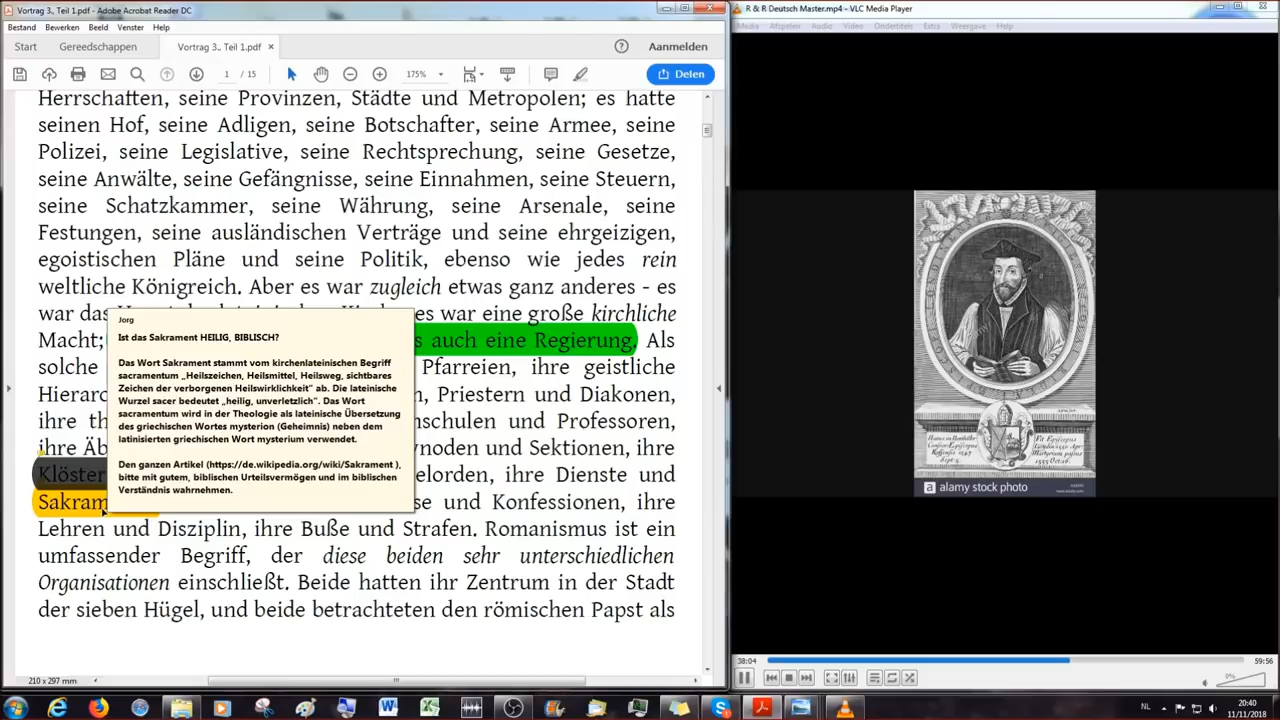 Vortrag 3., Teil 1.pdf - Adobe Acrobat Reader DC
Bestand Bewerken Beeld Venster Help
Start Gereedschappen Vortrag 3., Teil 1.pdf × Aanmelden
1 / 15 175% Delen
Herrschaften, seine Provinzen, Städte und Metropolen; es hatte
seinen Hof, seine Adligen, seine Botschafter, seine Armee, seine
Polizei, seine Legislative, seine Rechtsprechung, seine Gesetze,
seine Anwälte, seine Gefängnisse, seine Einnahmen, seine Steuern,
seine Schatzkammer, seine Währung, seine Arsenale, seine
Festungen, seine ausländischen Verträge und seine ehrgeizigen,
egoistischen Pläne und seine Politik, ebenso wie jedes rein
weltliche Königreich. Aber es war zugleich etwas ganz anderes - es
war das es war eine große kirchliche
Macht; auch eine Regierung. Als
solche Pfarreien, ihre geistliche
Hierarc Priestern und Diakonen,
ihre th schulen und Professoren,
ihre Äb noden und Sektionen, ihre
Klöster elorden, ihre Dienste und
Sakram se und Konfessionen, ihre
Lehren und Disziplin, ihre Buße und Strafen. Romanismus ist ein
umfassender Begriff, der diese beiden sehr unterschiedlichen
Organisationen einschließt. Beide hatten ihr Zentrum in der Stadt
der sieben Hügel, und beide betrachteten den römischen Papst als
Jorg
Ist das Sakrament HEILIG, BIBLISCH?
Das Wort Sakrament stammt vom kirchenlateinischen Begriff
sacramentum „Heilszeichen, Heilsmittel, Heilsweg, sichtbares
Zeichen der verborgenen Heilswirklichkeit“ ab. Die lateinische
Wurzel sacer bedeutet „heilig, unverletzlich“. Das Wort
sacramentum wird in der Theologie als lateinische Übersetzung
des griechischen Wortes mysterion (Geheimnis) neben dem
latinisierten griechischen Wort mysterium verwendet.
Den ganzen Artikel (https://de.wikipedia.org/wiki/Sakrament ),
bitte mit gutem, biblischen Urteilsvermögen und im biblischen
Verständnis wahrnehmen.
210 x 297 mm
R & R Deutsch Master.mp4 - VLC Media Player
Media Afspelen Audio Video Ondertitels Extra Weergave Help
a alamy stock photo
38:04 59:56
0%
NL 20:40
11/11/2018